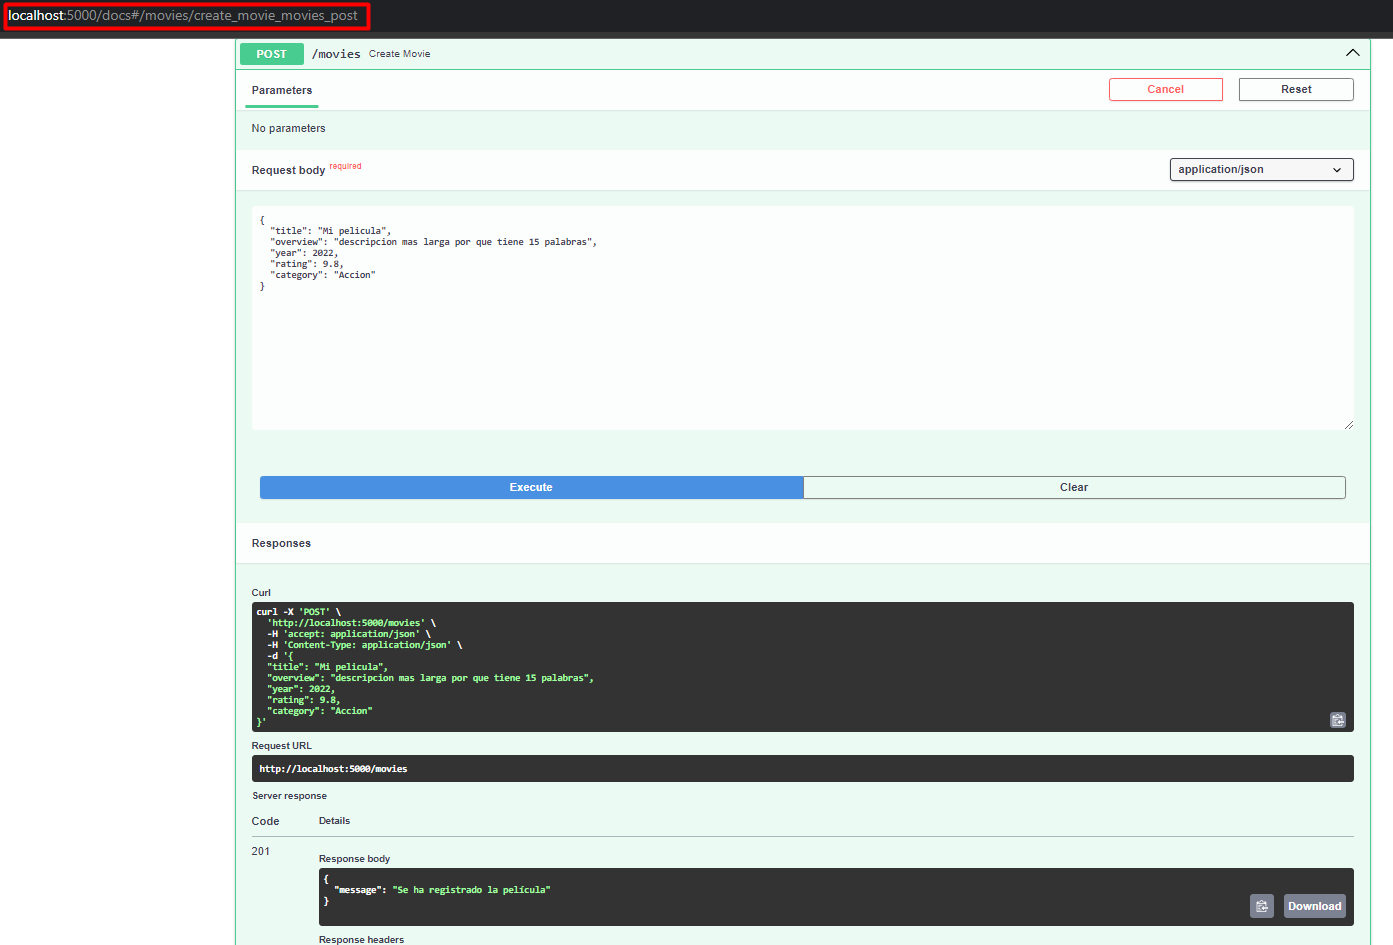 localhost:5000/docs#/movies/create_movie_movies_post
POST /movies Create Movie
Parameters Cancel Reset
No parameters
Request body required application/json
{
  "title": "Mi pelicula",
  "overview": "descripcion mas larga por que tiene 15 palabras",
  "year": 2022,
  "rating": 9.8,
  "category": "Accion"
}
Execute Clear
Responses
Curl
curl -X 'POST' \
  'http://localhost:5000/movies' \
  -H 'accept: application/json' \
  -H 'Content-Type: application/json' \
  -d '{
  "title": "Mi pelicula",
  "overview": "descripcion mas larga por que tiene 15 palabras",
  "year": 2022,
  "rating": 9.8,
  "category": "Accion"
}'
Request URL
http://localhost:5000/movies
Server response
Code Details
201
Response body
{
  "message": "Se ha registrado la película"
}
Download
Response headers